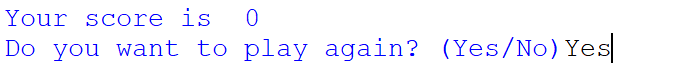 Your score is  0
Do you want to play again? (Yes/No)Yes